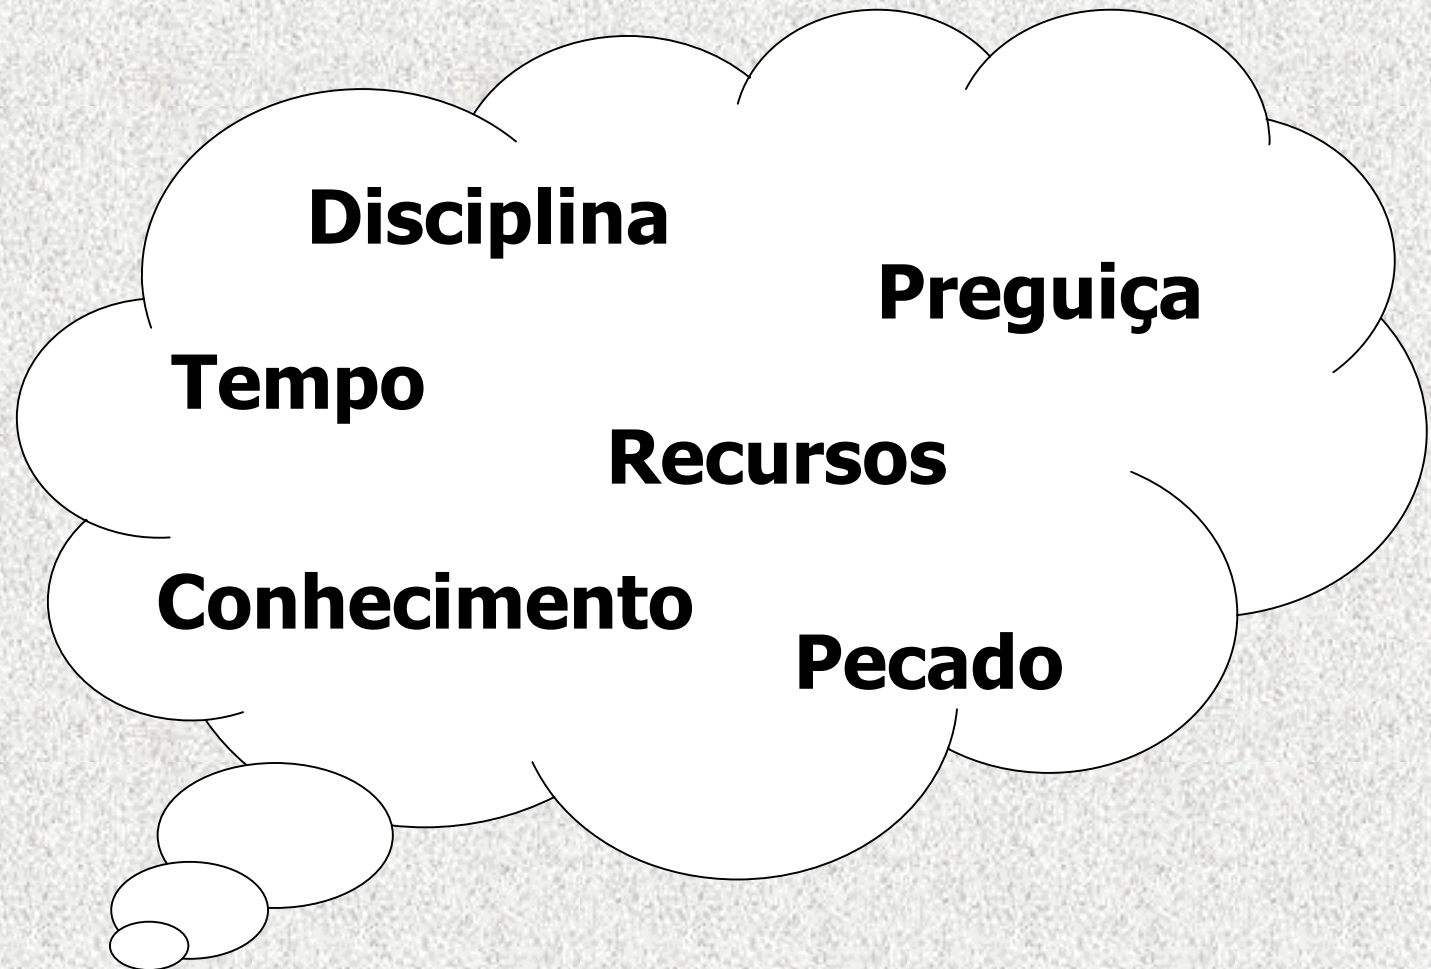 Disciplina
Preguiça
Tempo
Recursos
Conhecimento
Pecado